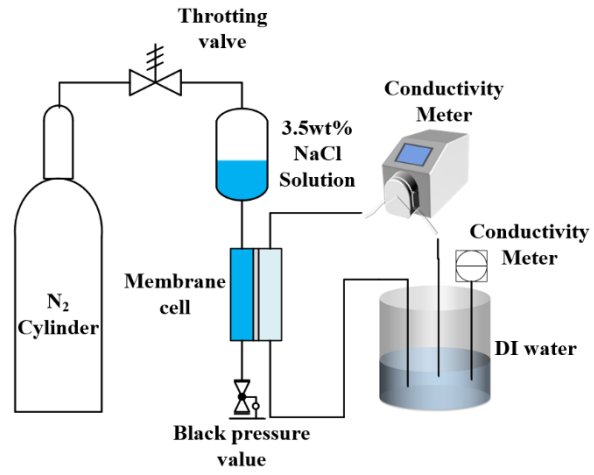 Throtting
valve
Conductivity
Meter
3.5wt%
NaCl
Solution
Conductivity
Meter
Membrane
cell
N₂
Cylinder
DI water
Black pressure
value